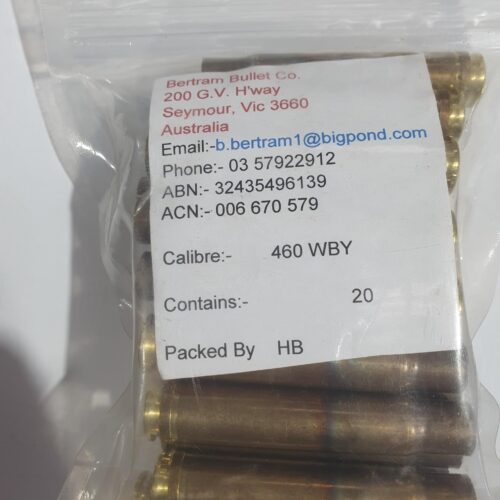 Bertram Bullet Co.
200 G.V. H'way
Seymour, Vic 3660
Australia
Email:-b.bertram1@bigpond.com
Phone:- 03 57922912
ABN:- 32435496139
ACN:- 006 670 579
Calibre:- 460 WBY
Contains:- 20
Packed By HB